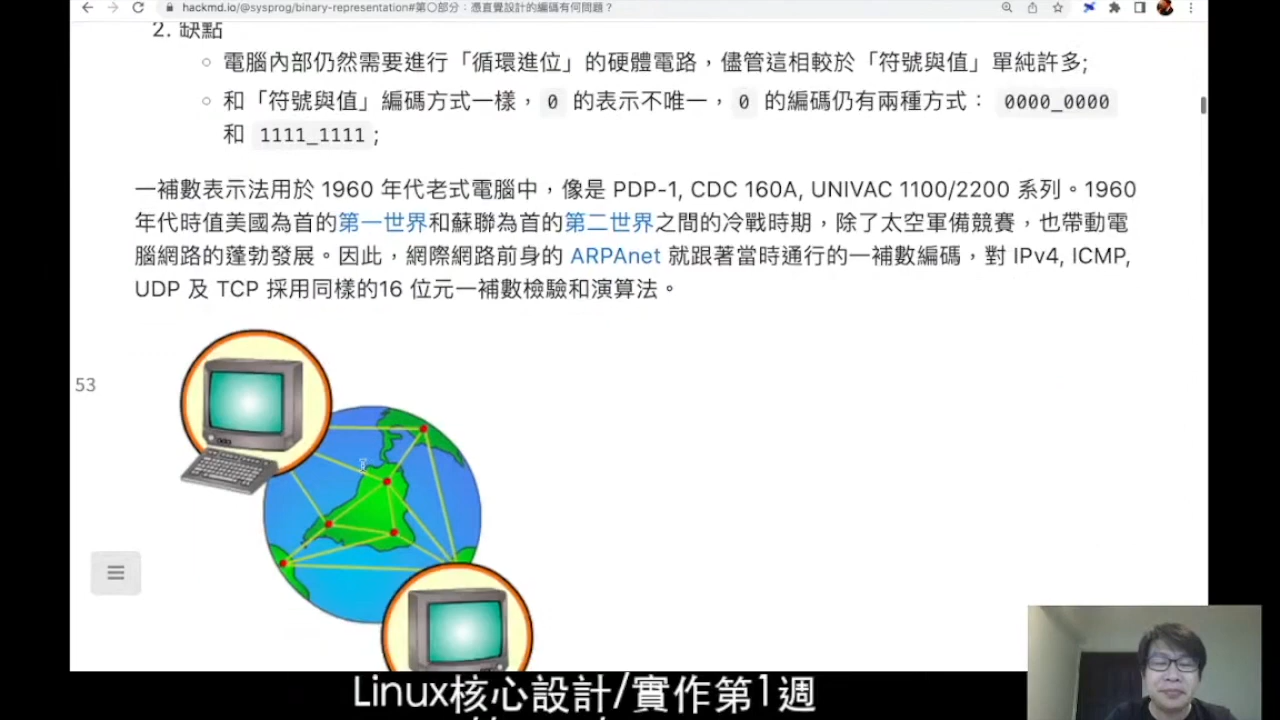 hackmd.io/@sysprog/binary-representation#第〇部分：憑直覺設計的編碼有何問題？
2. 缺點
電腦內部仍然需要進行「循環進位」的硬體電路，儘管這相較於「符號與值」單純許多;
和「符號與值」編碼方式一樣，0 的表示不唯一，0 的編碼仍有兩種方式： 0000_0000
和 1111_1111 ;
一補數表示法用於 1960 年代老式電腦中，像是 PDP-1, CDC 160A, UNIVAC 1100/2200 系列。1960
年代時值美國為首的第一世界和蘇聯為首的第二世界之間的冷戰時期，除了太空軍備競賽，也帶動電
腦網路的蓬勃發展。因此，網際網路前身的 ARPAnet 就跟著當時通行的一補數編碼，對 IPv4, ICMP,
UDP 及 TCP 採用同樣的16 位元一補數檢驗和演算法。
53
Linux核心設計/實作第1週